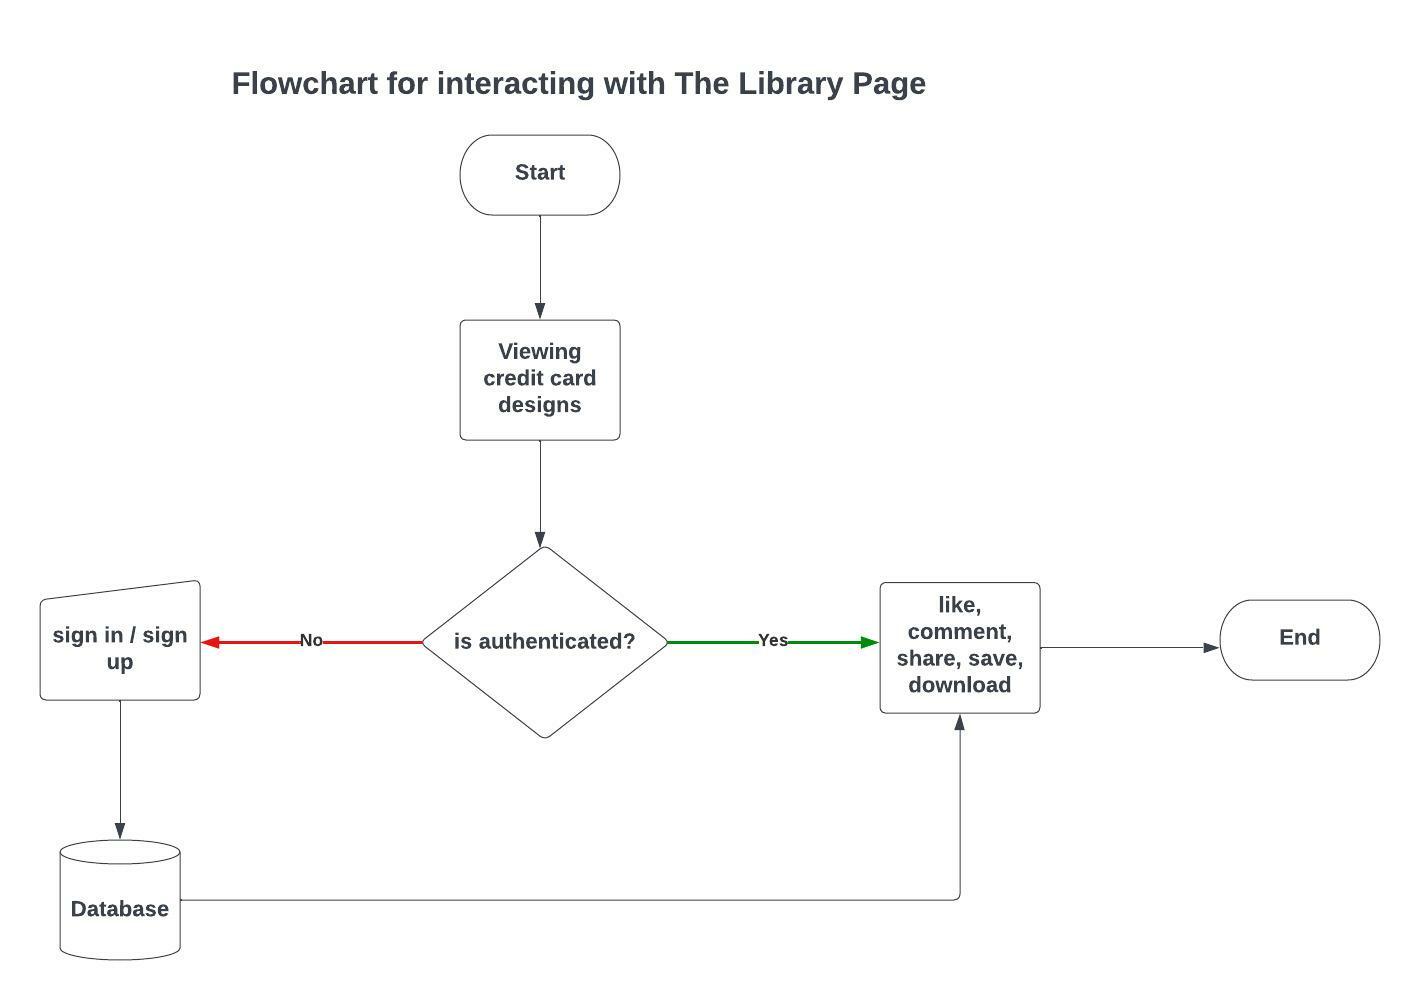 Flowchart for interacting with The Library Page
Start
Viewing
credit card
designs
is authenticated?
No
Yes
sign in / sign
up
like,
comment,
share, save,
download
End
Database